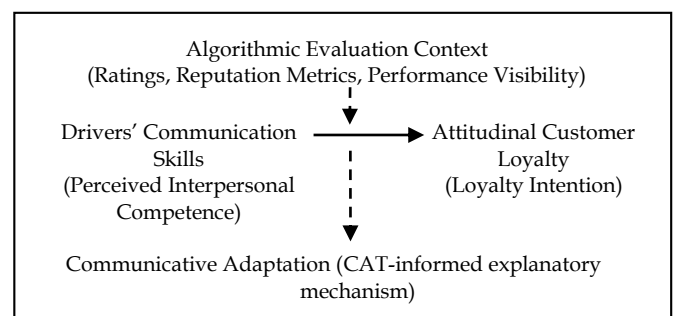 Algorithmic Evaluation Context
(Ratings, Reputation Metrics, Performance Visibility)
Drivers' Communication
Skills
(Perceived Interpersonal
Competence)
Attitudinal Customer
Loyalty
(Loyalty Intention)
Communicative Adaptation (CAT-informed explanatory
mechanism)